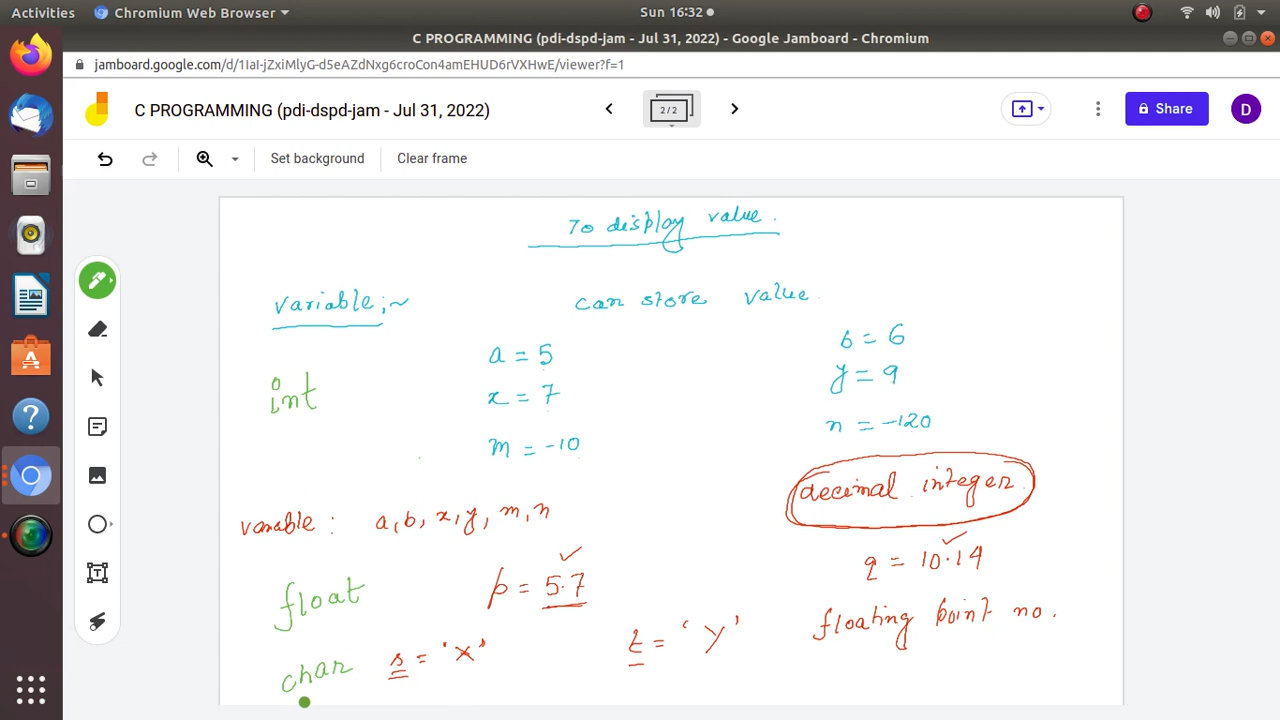 Activities Chromium Web Browser Sun 16:32
C PROGRAMMING (pdi-dspd-jam - Jul 31, 2022) - Google Jamboard - Chromium
jamboard.google.com/d/1IaI-jZxiMlyG-d5eAZdNxg6croCon4amEHUD6rVXHwE/viewer?f=1
C PROGRAMMING (pdi-dspd-jam - Jul 31, 2022) 2/2 Share D
Set background Clear frame
To display value.
variable;~ can store value.
a = 5 b = 6
int x = 7 y = 9
m = -10 n = -120
decimal integer
variable : a, b, x, y, m, n
float p = 5.7 q = 10.14
floating point no.
char s = 'x' t = 'y'